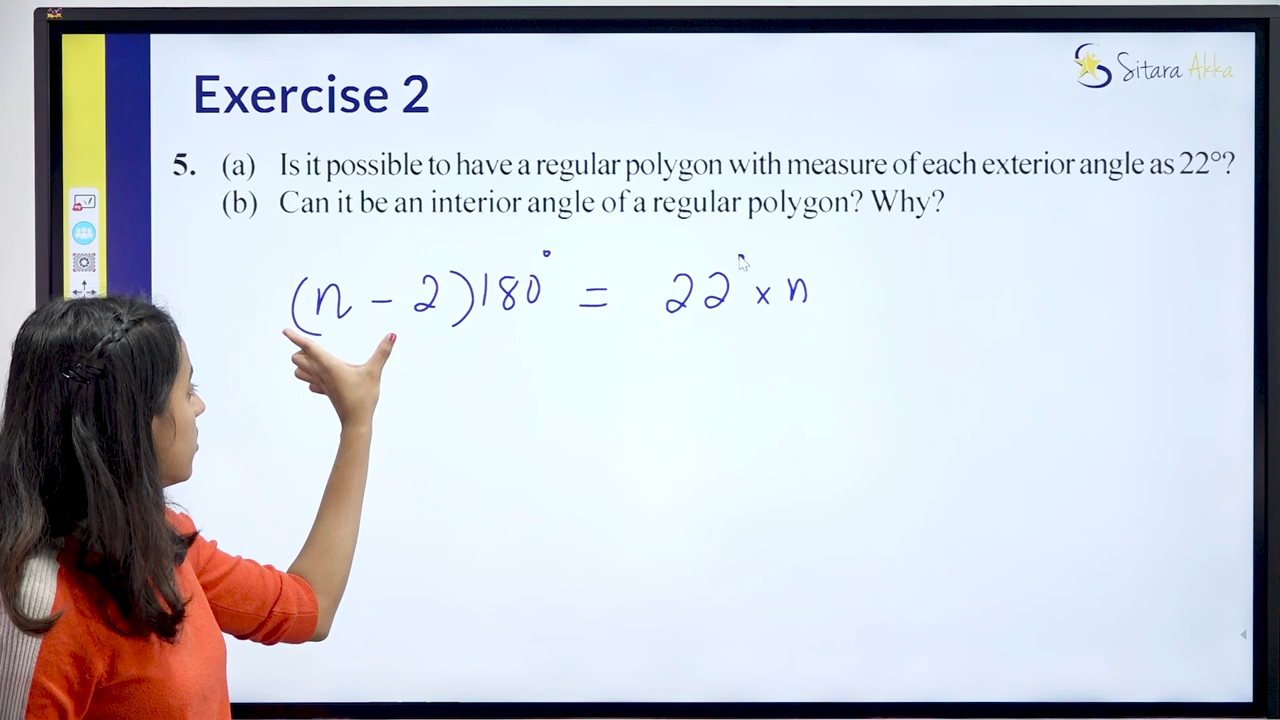 Sitara Akka
Exercise 2
5. (a) Is it possible to have a regular polygon with measure of each exterior angle as 22°?
(b) Can it be an interior angle of a regular polygon? Why?
(n - 2)180° = 22° × n